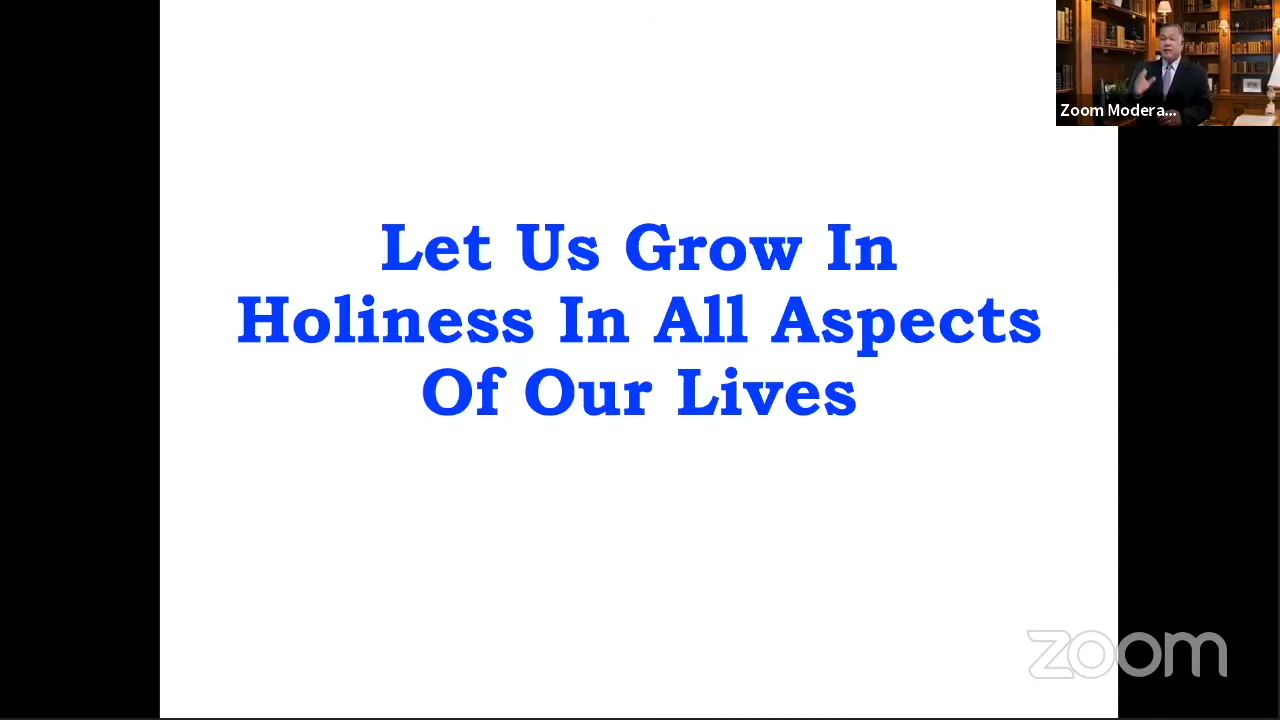 Zoom Modera...
Let Us Grow In
Holiness In All Aspects
Of Our Lives
zoom